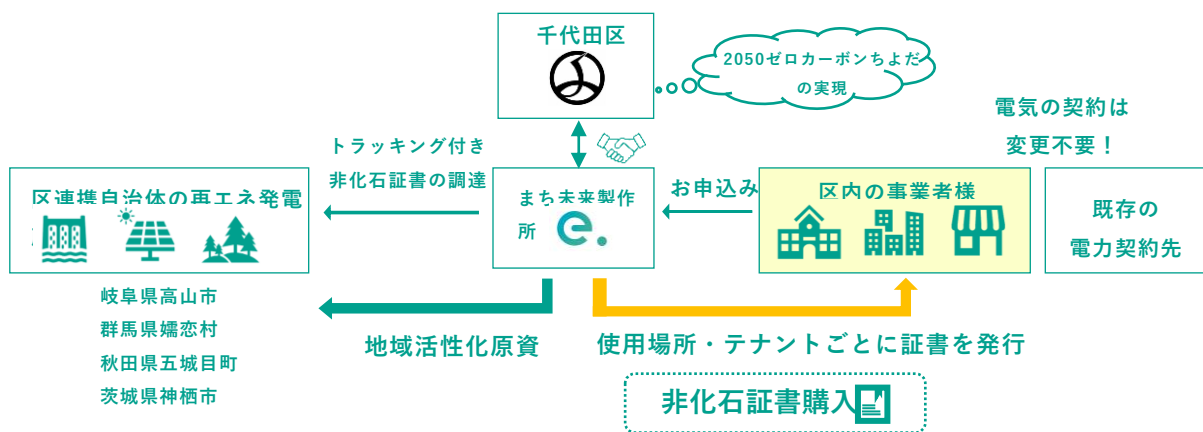 千代田区
2050ゼロカーボンちよだ
の実現
電気の契約は
変更不要！
トラッキング付き
非化石証書の調達
区連携自治体の再エネ発電
まち未来製作
所
お申込み
区内の事業者様
既存の
電力契約先
岐阜県高山市
群馬県嬬恋村
秋田県五城目町
茨城県神栖市
地域活性化原資
使用場所・テナントごとに証書を発行
非化石証書購入